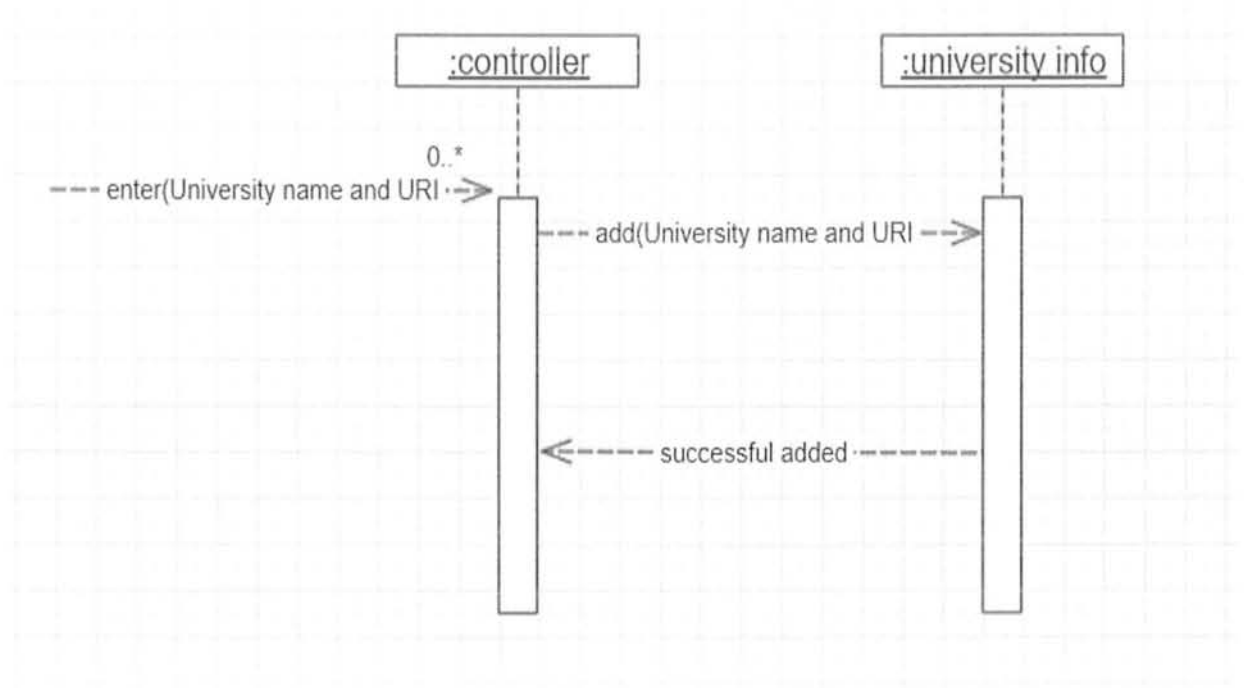 :controller
:university info
0..*
enter(University name and URI
add(University name and URI
successful added